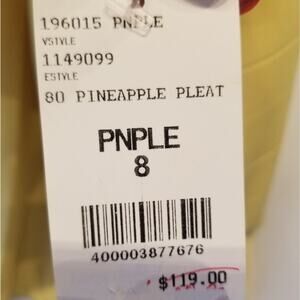 196015 PNPLE
VSTYLE
1149099
ESTYLE
80 PINEAPPLE PLEAT
PNPLE
8
400003877676
$119.00